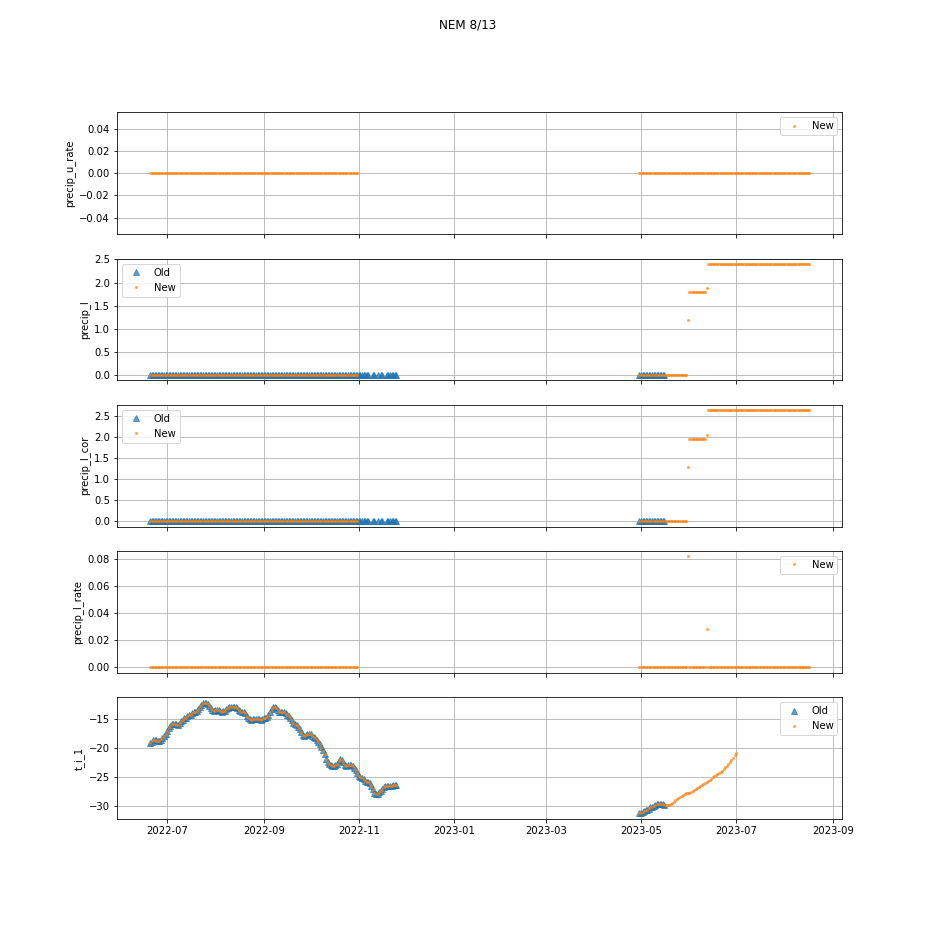 NEM 8/13
0.04
0.02
0.00
−0.02
−0.04
precip_u_rate
New
2.5
2.0
1.5
1.0
0.5
0.0
precip_l
Old
New
2.5
2.0
1.5
1.0
0.5
0.0
precip_l_cor
Old
New
0.08
0.06
0.04
0.02
0.00
precip_l_rate
New
−15
−20
−25
−30
t_i_1
Old
New
2022-07
2022-09
2022-11
2023-01
2023-03
2023-05
2023-07
2023-09